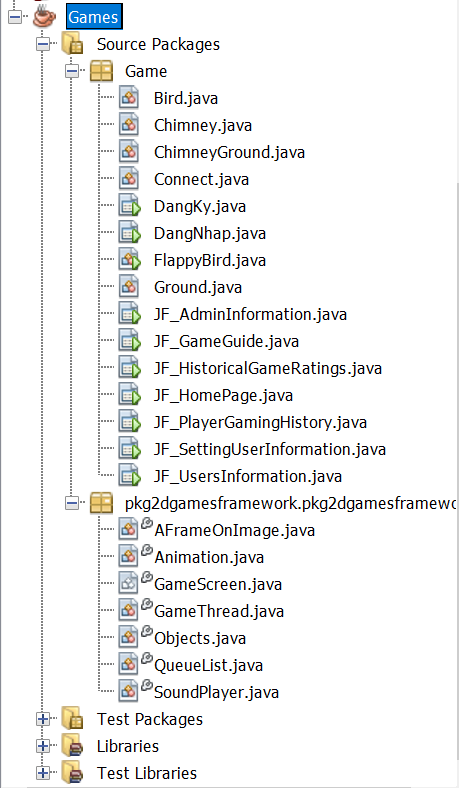 Games
Source Packages
Game
Bird.java
Chimney.java
ChimneyGround.java
Connect.java
DangKy.java
DangNhap.java
FlappyBird.java
Ground.java
JF_AdminInformation.java
JF_GameGuide.java
JF_HistoricalGameRatings.java
JF_HomePage.java
JF_PlayerGamingHistory.java
JF_SettingUserInformation.java
JF_UsersInformation.java
pkg2dgamesframework.pkg2dgamesframewo
AFrameOnImage.java
Animation.java
GameScreen.java
GameThread.java
Objects.java
QueueList.java
SoundPlayer.java
Test Packages
Libraries
Test Libraries